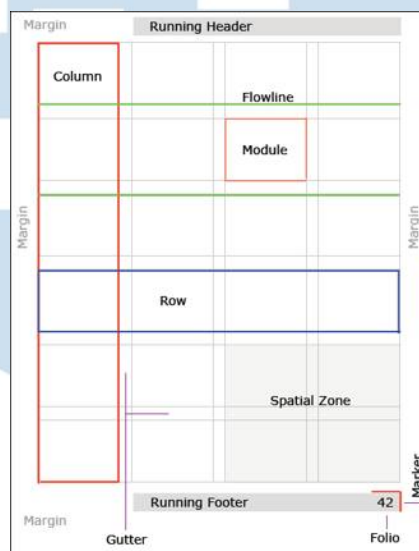 Margin
Running Header
Column
Flowline
Module
Margin
Margin
Row
Spatial Zone
Marker
Running Footer
42
Margin
Gutter
Folio